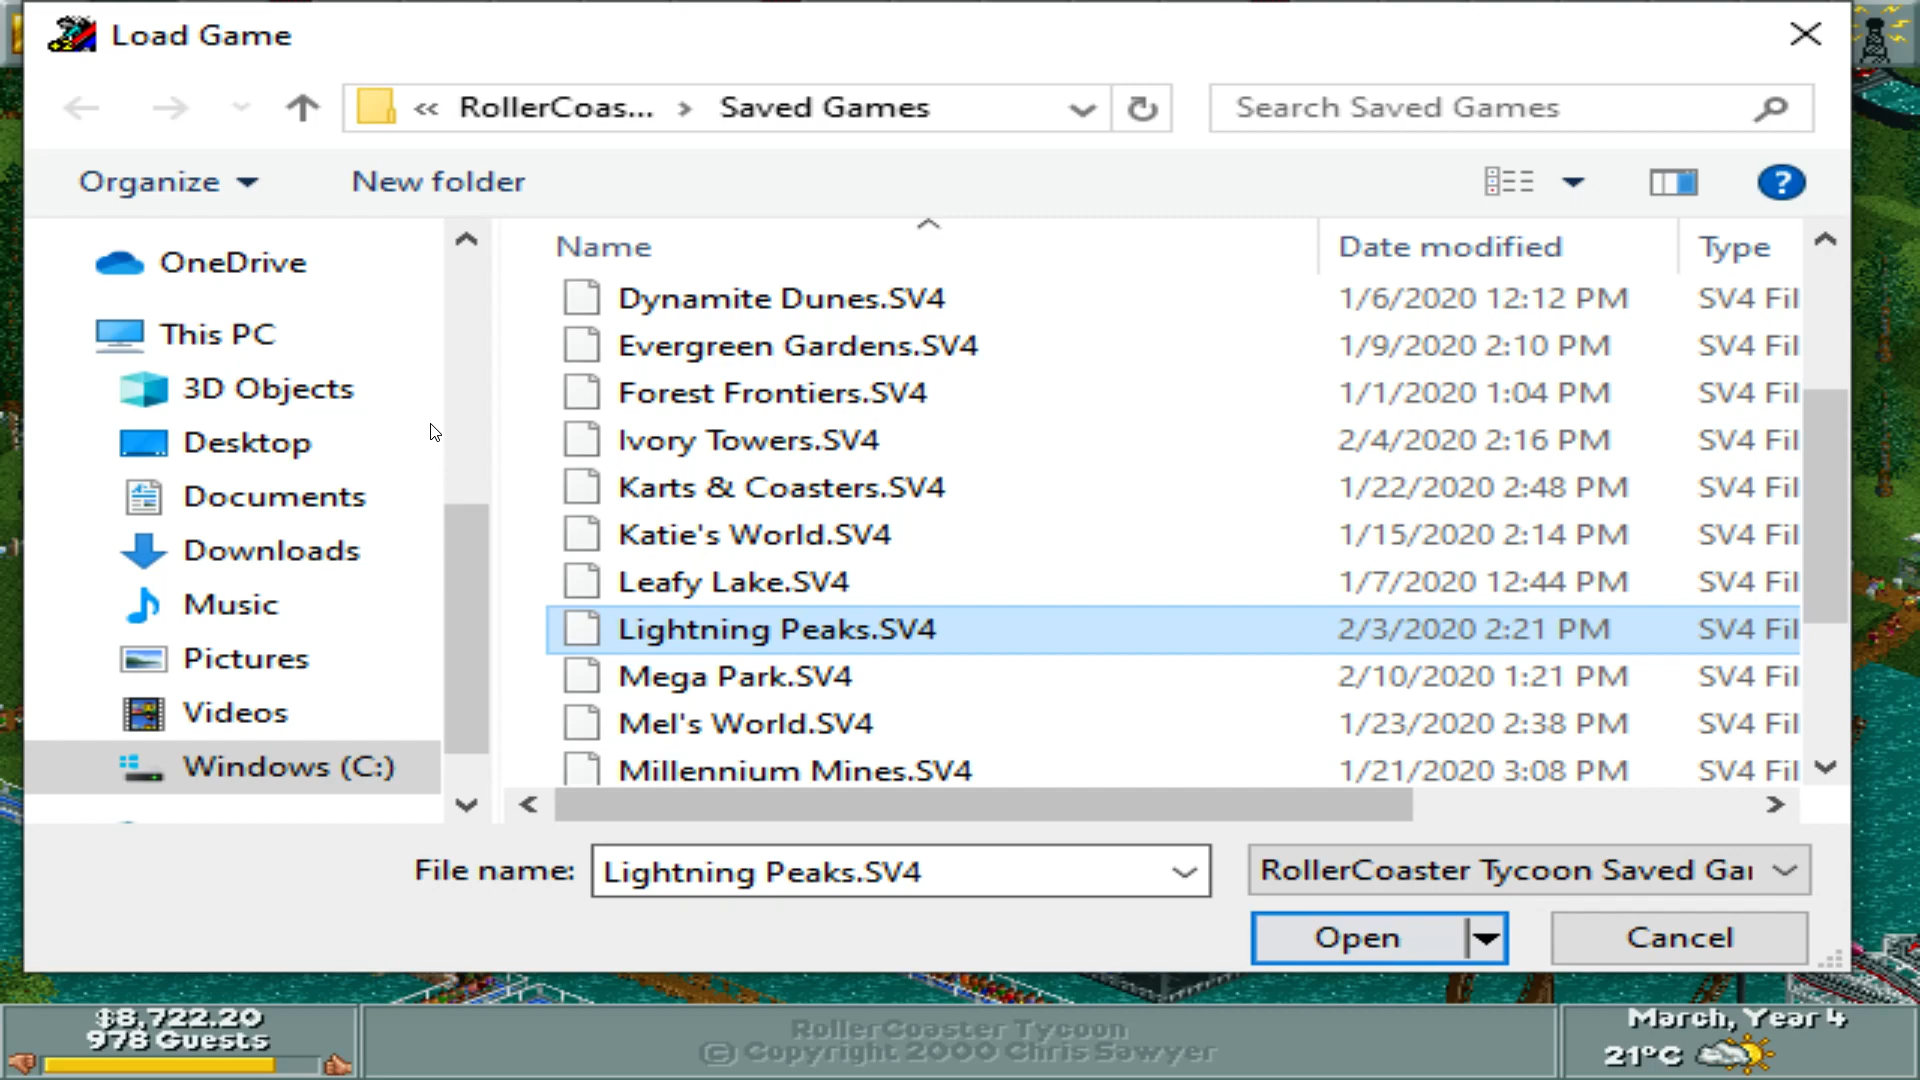 Load Game
« RollerCoas... > Saved Games
Search Saved Games
Organize
New folder
?
OneDrive
This PC
3D Objects
Desktop
Documents
Downloads
Music
Pictures
Videos
Windows (C:)
Name Date modified Type
Dynamite Dunes.SV4 1/6/2020 12:12 PM SV4 Fil
Evergreen Gardens.SV4 1/9/2020 2:10 PM SV4 Fil
Forest Frontiers.SV4 1/1/2020 1:04 PM SV4 Fil
Ivory Towers.SV4 2/4/2020 2:16 PM SV4 Fil
Karts & Coasters.SV4 1/22/2020 2:48 PM SV4 Fil
Katie's World.SV4 1/15/2020 2:14 PM SV4 Fil
Leafy Lake.SV4 1/7/2020 12:44 PM SV4 Fil
Lightning Peaks.SV4 2/3/2020 2:21 PM SV4 Fil
Mega Park.SV4 2/10/2020 1:21 PM SV4 Fil
Mel's World.SV4 1/23/2020 2:38 PM SV4 Fil
Millennium Mines.SV4 1/21/2020 3:08 PM SV4 Fil
File name: Lightning Peaks.SV4
RollerCoaster Tycoon Saved Gar
Open
Cancel
$8,722.20
978 Guests
RollerCoaster Tycoon
© Copyright 2000 Chris Sawyer
March, Year 4
21°C